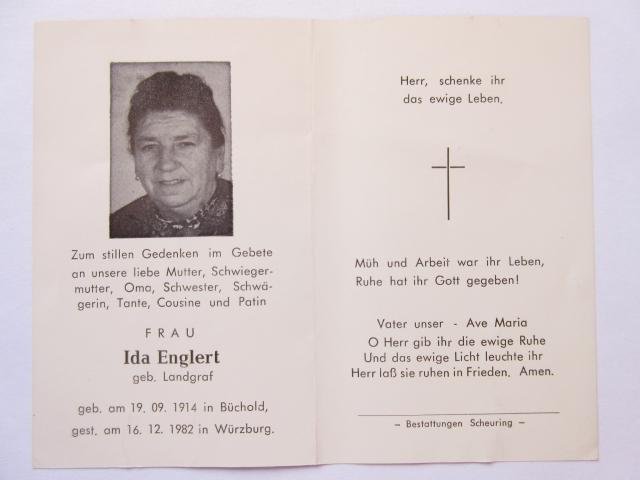 Zum stillen Gedenken im Gebete
an unsere liebe Mutter, Schwieger-
mutter, Oma, Schwester, Schwä-
gerin, Tante, Cousine und Patin
FRAU
Ida Englert
geb. Landgraf
geb. am 19. 09. 1914 in Büchold,
gest. am 16. 12. 1982 in Würzburg.
Herr, schenke ihr
das ewige Leben.
Müh und Arbeit war ihr Leben,
Ruhe hat ihr Gott gegeben!
Vater unser - Ave Maria
O Herr gib ihr die ewige Ruhe
Und das ewige Licht leuchte ihr
Herr laß sie ruhen in Frieden. Amen.
– Bestattungen Scheuring –